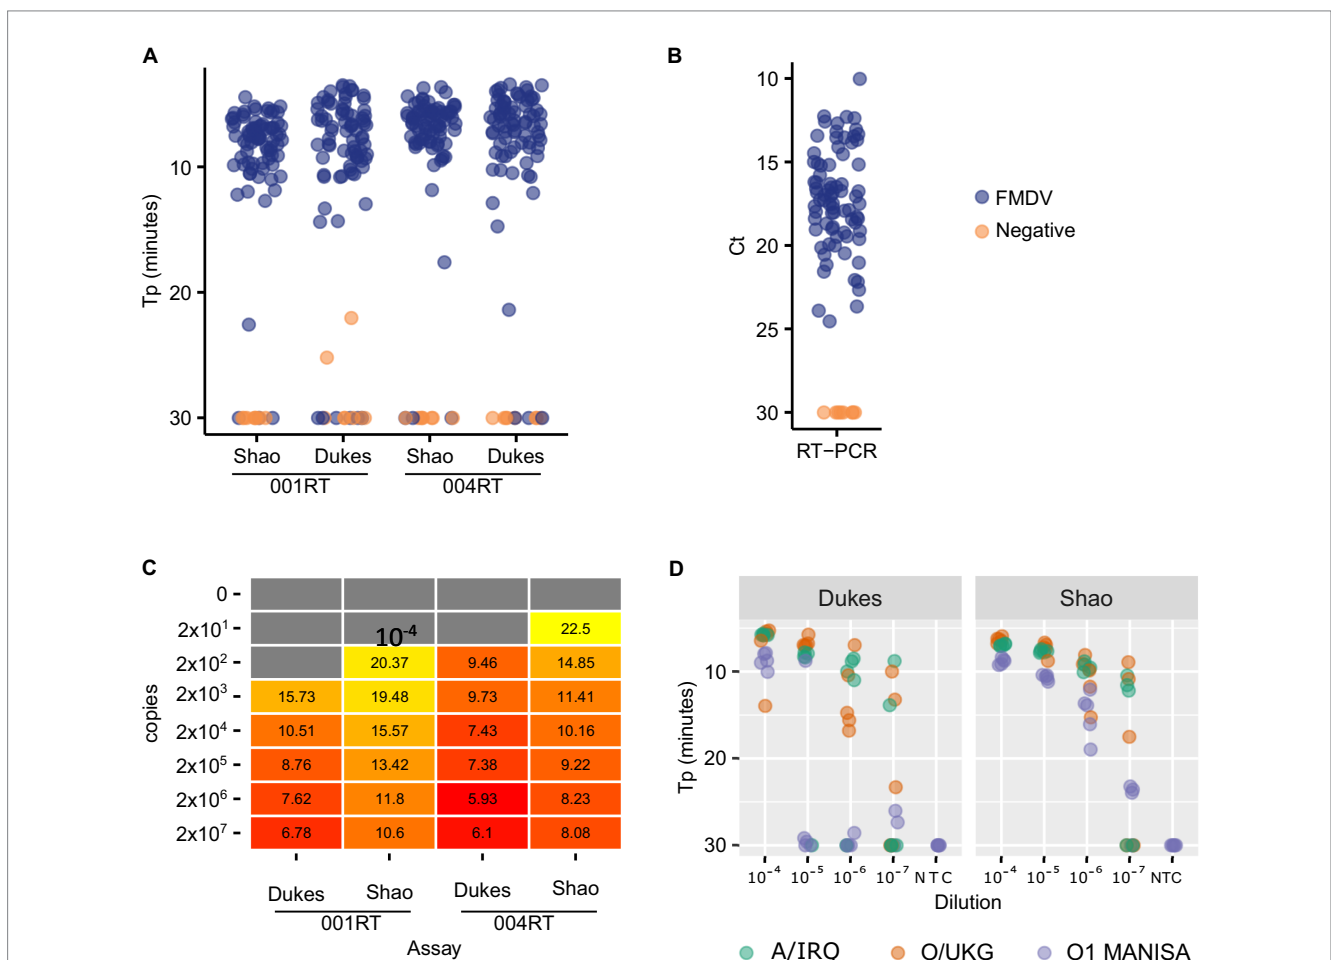 A
B
Tp (minutes)
10
20
30
Shao Dukes Shao Dukes
001RT 004RT
Ct
10
15
20
25
30
RT−PCR
FMDV
Negative
C
copies
0
2x10¹
10⁻⁴ 22.5
2x10² 20.37 9.46 14.85
2x10³ 15.73 19.48 9.73 11.41
2x10⁴ 10.51 15.57 7.43 10.16
2x10⁵ 8.76 13.42 7.38 9.22
2x10⁶ 7.62 11.8 5.93 8.23
2x10⁷ 6.78 10.6 6.1 8.08
Dukes Shao Dukes Shao
001RT 004RT
Assay
D
Dukes Shao
Tp (minutes)
10
20
30
10⁻⁴ 10⁻⁵ 10⁻⁶ 10⁻⁷ NTC 10⁻⁴ 10⁻⁵ 10⁻⁶ 10⁻⁷ NTC
Dilution
A/IRQ O/UKG O1 MANISA